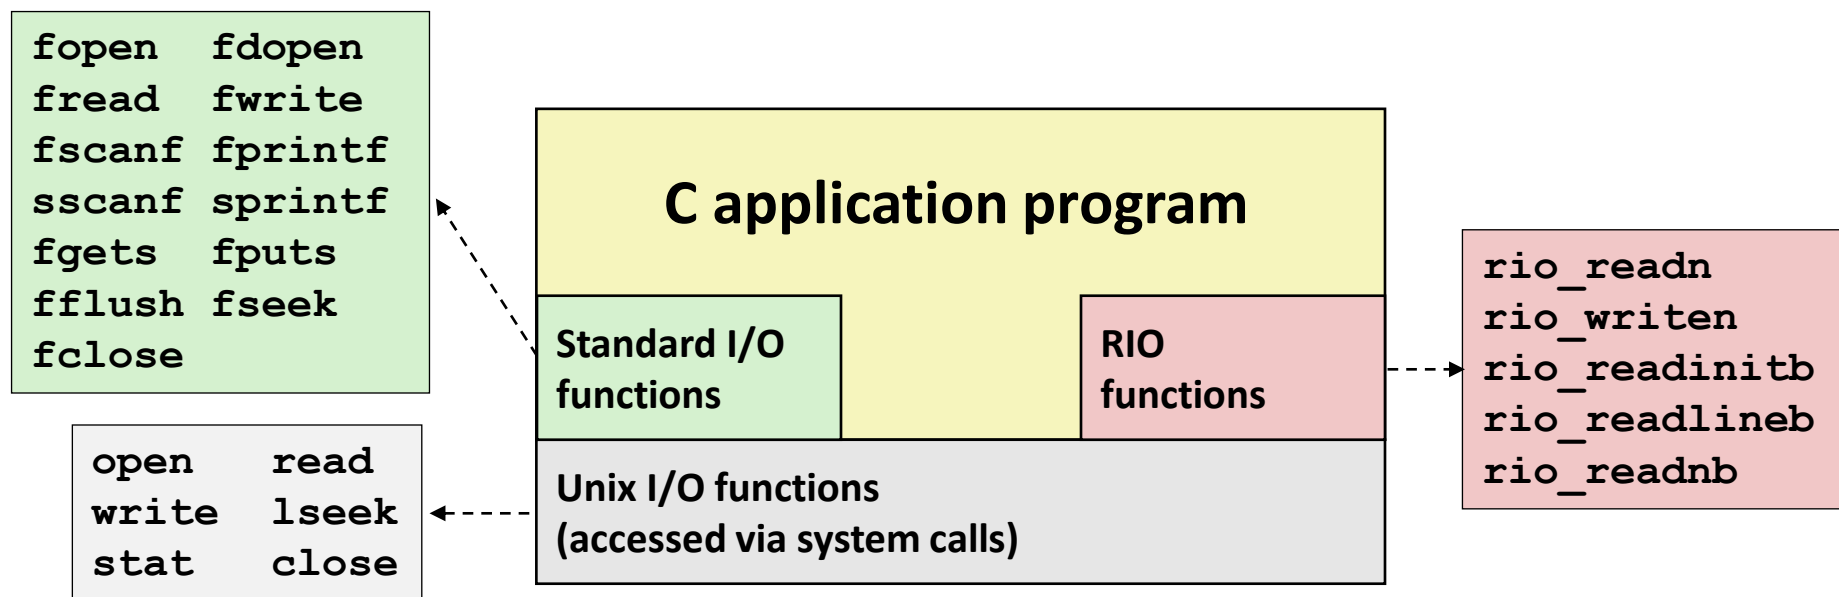 fopen fdopen
fread fwrite
fscanf fprintf
sscanf sprintf
fgets fputs
fflush fseek
fclose
C application program
Standard I/O
functions
RIO
functions
rio_readn
rio_writen
rio_readinitb
rio_readlineb
rio_readnb
open read
write lseek
stat close
Unix I/O functions
(accessed via system calls)